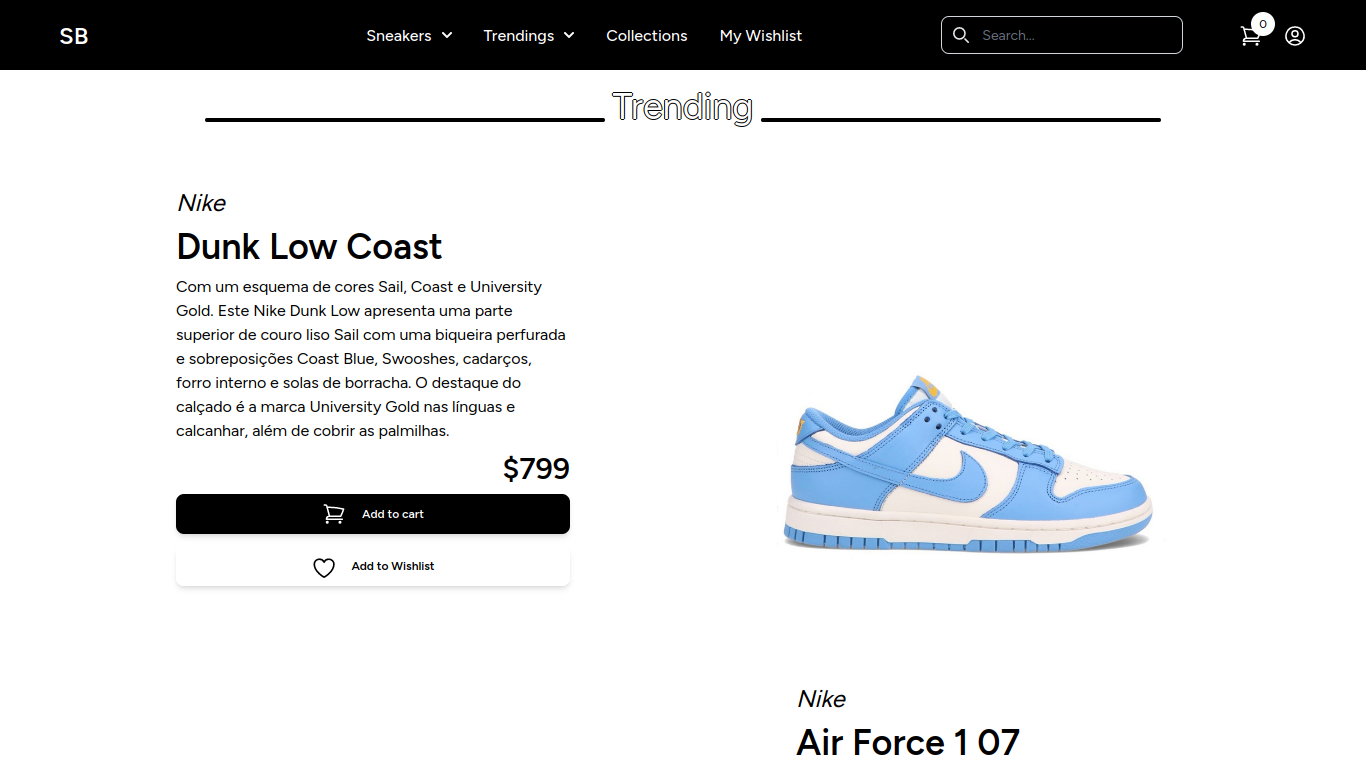 SB
Sneakers
Trendings
Collections
My Wishlist
Search...
0
Trending
Nike
Dunk Low Coast
Com um esquema de cores Sail, Coast e University
Gold. Este Nike Dunk Low apresenta uma parte
superior de couro liso Sail com uma biqueira perfurada
e sobreposições Coast Blue, Swooshes, cadarços,
forro interno e solas de borracha. O destaque do
calçado é a marca University Gold nas línguas e
calcanhar, além de cobrir as palmilhas.
$799
Add to cart
Add to Wishlist
Nike
Air Force 1 07